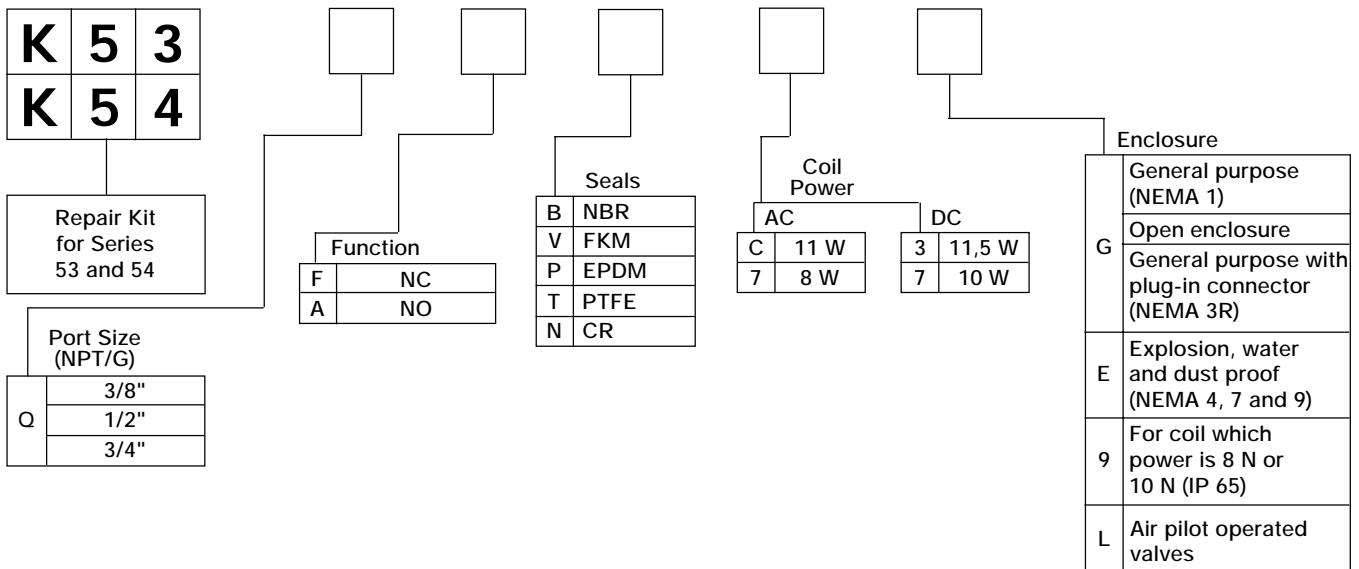 K 5 3
K 5 4
Repair Kit
for Series
53 and 54
Port Size
(NPT/G)
Q
3/8"
1/2"
3/4"
Function
F NC
A NO
Seals
B NBR
V FKM
P EPDM
T PTFE
N CR
Coil
Power
AC
C 11 W
7 8 W
DC
3 11,5 W
7 10 W
Enclosure
G
General purpose
(NEMA 1)
Open enclosure
General purpose with
plug-in connector
(NEMA 3R)
E
Explosion, water
and dust proof
(NEMA 4, 7 and 9)
9
For coil which
power is 8 N or
10 N (IP 65)
L
Air pilot operated
valves